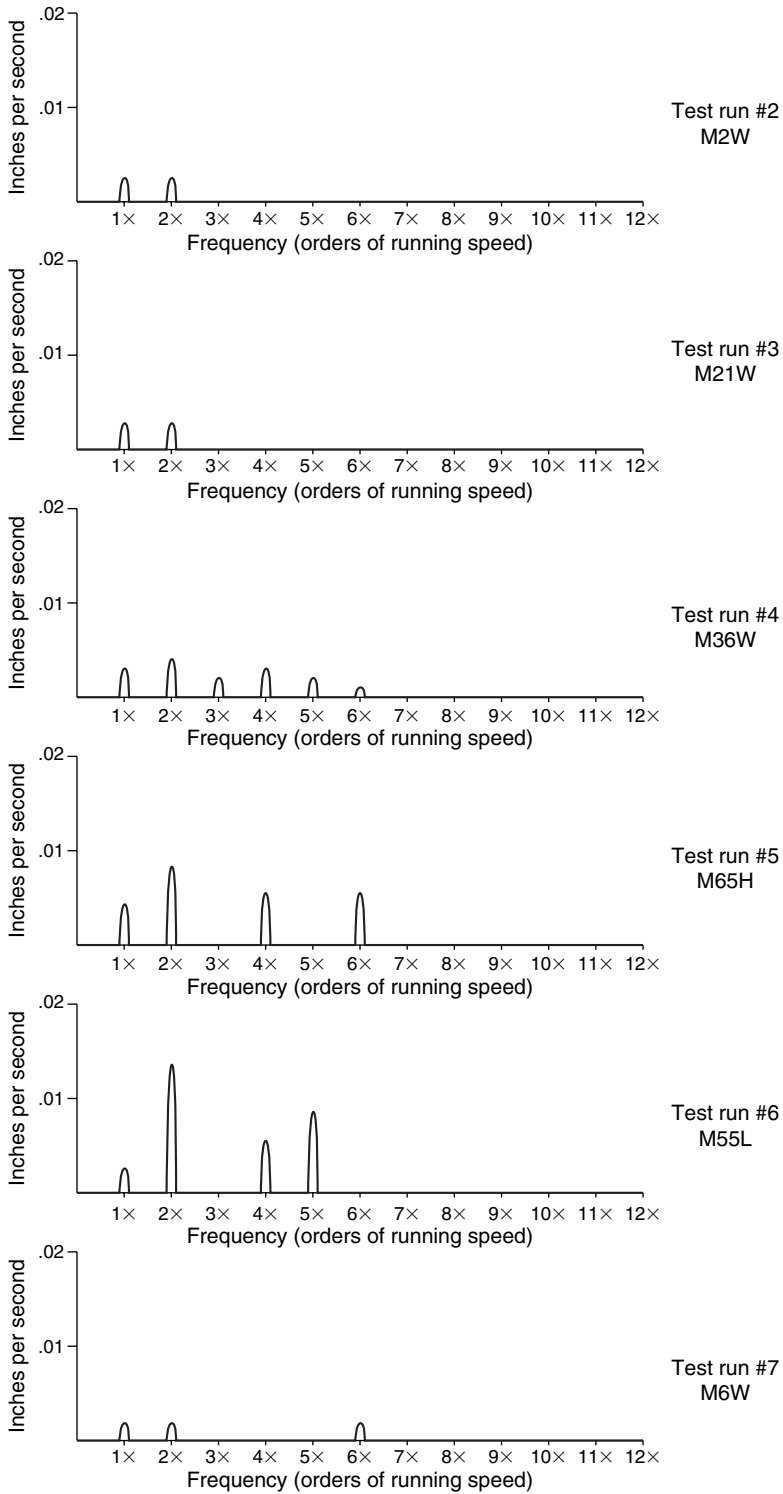 .02
Inches per second
.01
Test run #2
M2W
1× 2× 3× 4× 5× 6× 7× 8× 9× 10× 11× 12×
Frequency (orders of running speed)
.02
Inches per second
.01
Test run #3
M21W
1× 2× 3× 4× 5× 6× 7× 8× 9× 10× 11× 12×
Frequency (orders of running speed)
.02
Inches per second
.01
Test run #4
M36W
1× 2× 3× 4× 5× 6× 7× 8× 9× 10× 11× 12×
Frequency (orders of running speed)
.02
Inches per second
.01
Test run #5
M65H
1× 2× 3× 4× 5× 6× 7× 8× 9× 10× 11× 12×
Frequency (orders of running speed)
.02
Inches per second
.01
Test run #6
M55L
1× 2× 3× 4× 5× 6× 7× 8× 9× 10× 11× 12×
Frequency (orders of running speed)
.02
Inches per second
.01
Test run #7
M6W
1× 2× 3× 4× 5× 6× 7× 8× 9× 10× 11× 12×
Frequency (orders of running speed)